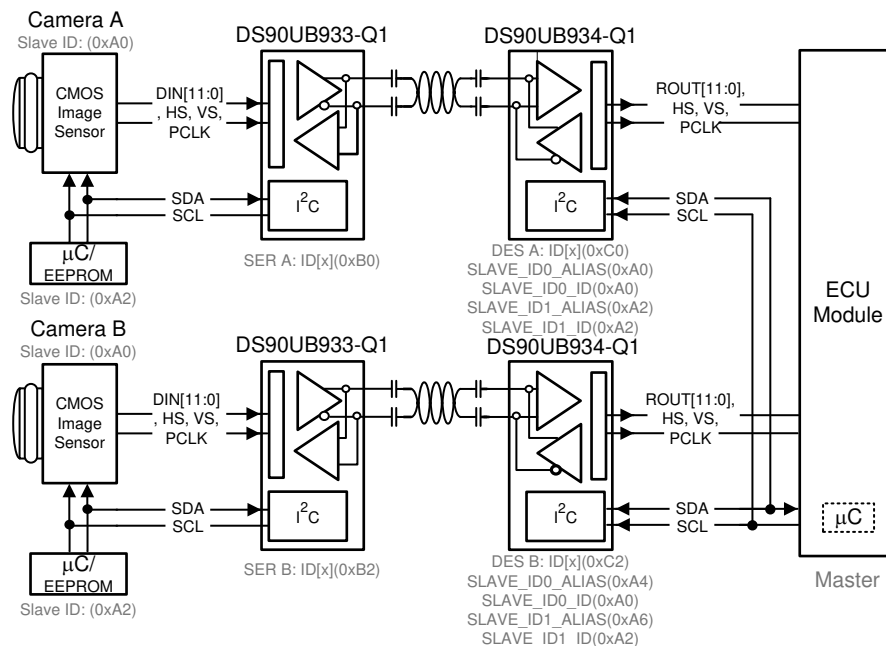 Camera A
Slave ID: (0xA0)
CMOS
Image
Sensor
DIN[11:0]
, HS, VS,
PCLK
SDA
SCL
µC/
EEPROM
Slave ID: (0xA2)
DS90UB933-Q1
I2C
SER A: ID[x](0xB0)
DS90UB934-Q1
I2C
DES A: ID[x](0xC0)
SLAVE_ID0_ALIAS(0xA0)
SLAVE_ID0_ID(0xA0)
SLAVE_ID1_ALIAS(0xA2)
SLAVE_ID1_ID(0xA2)
ROUT[11:0],
HS, VS,
PCLK
SDA
SCL
ECU
Module
Camera B
Slave ID: (0xA0)
CMOS
Image
Sensor
DIN[11:0]
, HS, VS,
PCLK
SDA
SCL
µC/
EEPROM
Slave ID: (0xA2)
DS90UB933-Q1
I2C
SER B: ID[x](0xB2)
DS90UB934-Q1
I2C
DES B: ID[x](0xC2)
SLAVE_ID0_ALIAS(0xA4)
SLAVE_ID0_ID(0xA0)
SLAVE_ID1_ALIAS(0xA6)
SLAVE_ID1_ID(0xA2)
ROUT[11:0],
HS, VS,
PCLK
SDA
SCL
µC
Master